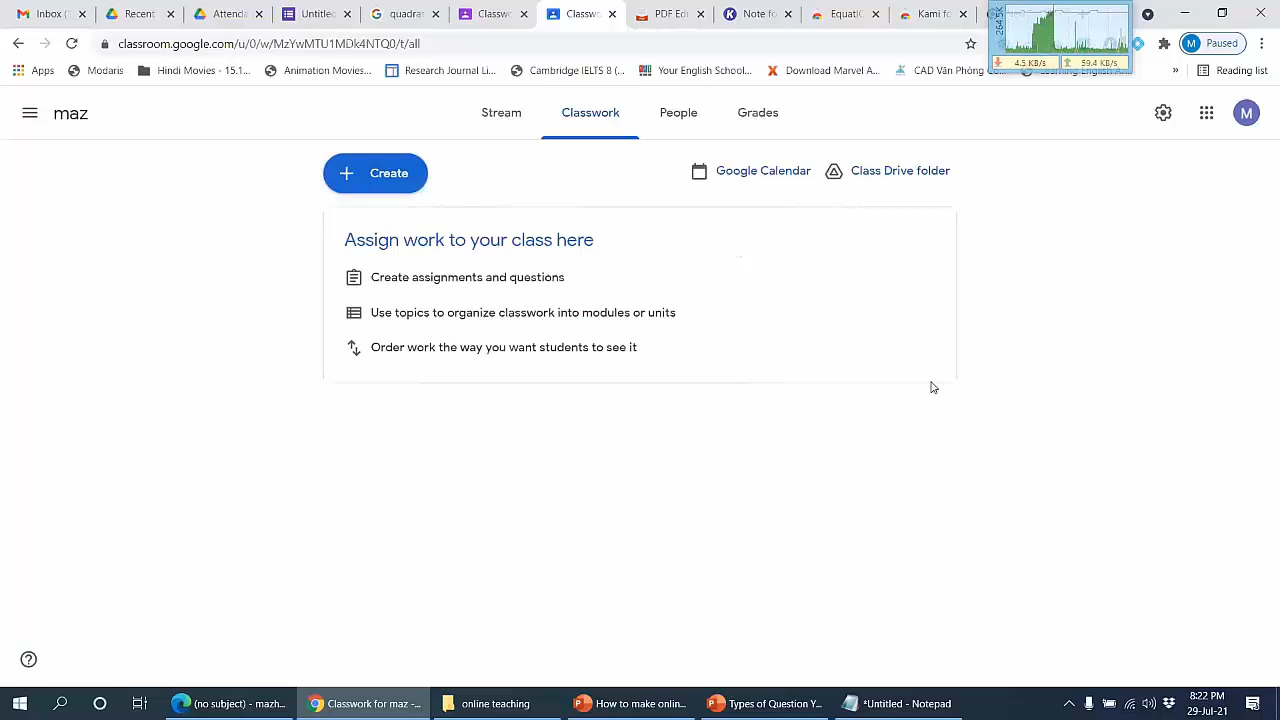 Inbox (
Recent
Attenda
Untitle
Google
Classw
Classw
PDF Ed
Note fo
Equati
Kami fo
264.5K
4.5 KB/s
59.4 KB/s
classroom.google.com/u/0/w/MzYwMTU1MDk4NTQ0/t/all
M
Paused
Apps
Modaris
Hindi Movies - 15.1...
Animation Movies...
Research Journal Li...
Cambridge IELTS 8 (...
Your English School...
Download Marvel A...
CAD Văn Phòng
»
Reading list
maz
Stream
Classwork
People
Grades
M
Create
Google Calendar
Class Drive folder
Assign work to your class here
Create assignments and questions
Use topics to organize classwork into modules or units
Order work the way you want students to see it
(no subject) - mazh...
Classwork for maz -...
online teaching
How to make onlin...
Types of Question Y...
*Untitled - Notepad
8:22 PM
29-Jul-21